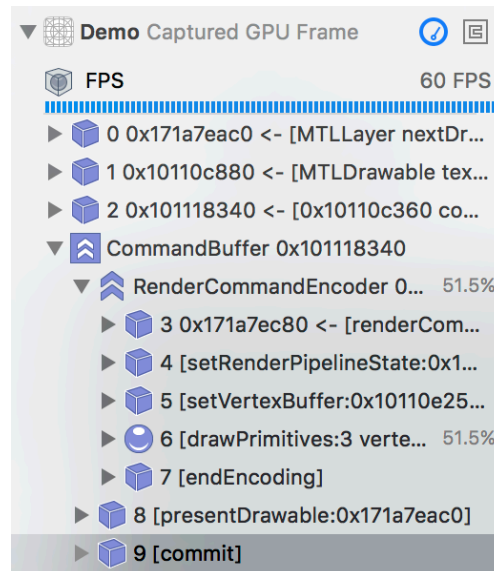 Demo Captured GPU Frame
FPS 60 FPS
0 0x171a7eac0 <- [MTLLayer nextDr...
1 0x10110c880 <- [MTLDrawable tex...
2 0x101118340 <- [0x10110c360 co...
CommandBuffer 0x101118340
RenderCommandEncoder 0... 51.5%
3 0x171a7ec80 <- [renderCom...
4 [setRenderPipelineState:0x1...
5 [setVertexBuffer:0x10110e25...
6 [drawPrimitives:3 verte... 51.5%
7 [endEncoding]
8 [presentDrawable:0x171a7eac0]
9 [commit]